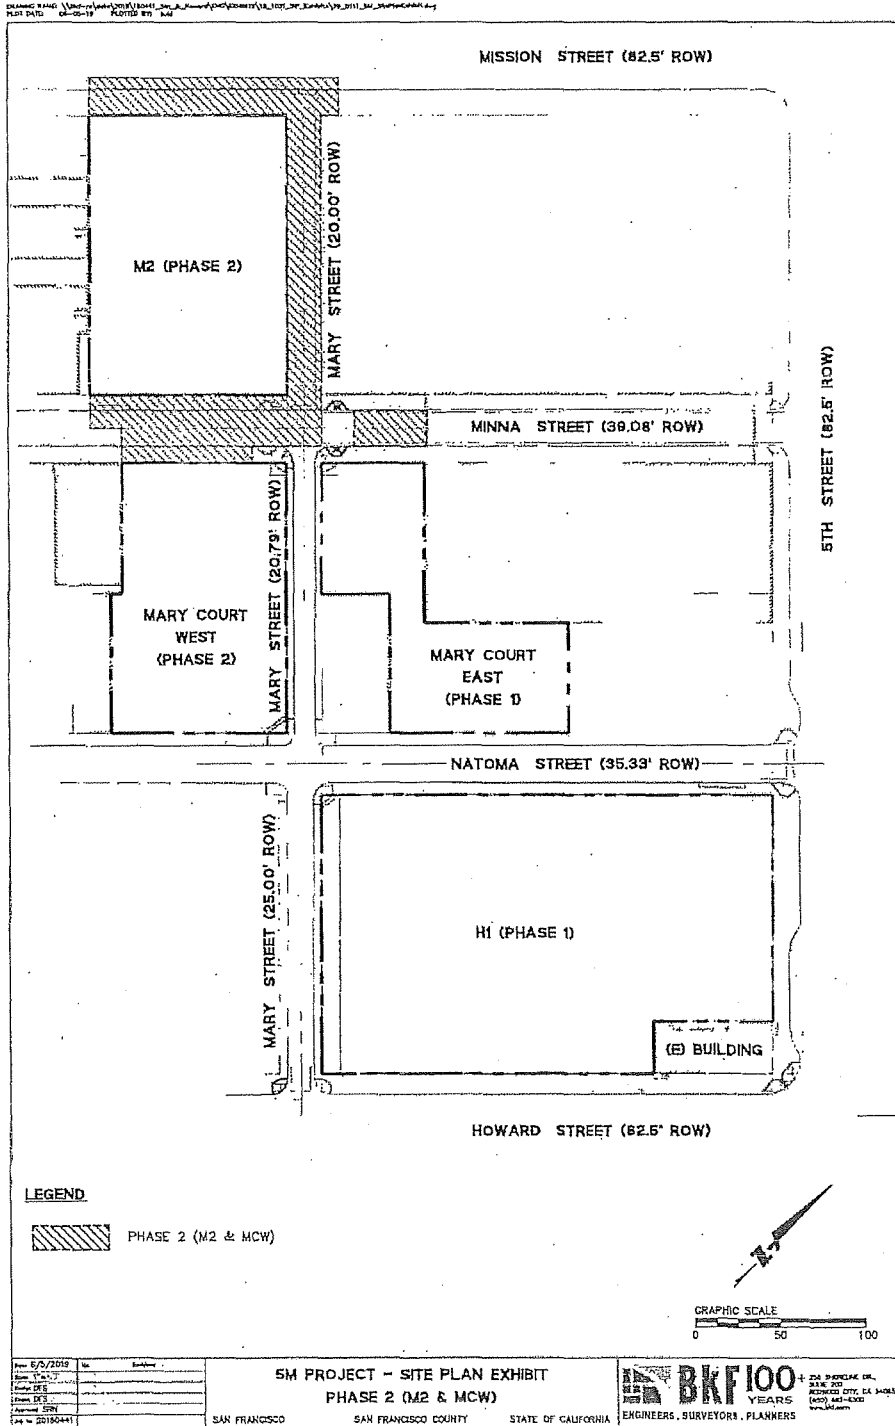 MISSION STREET (82.5' ROW)
MARY STREET (20.00' ROW)
M2 (PHASE 2)
5TH STREET (82.5' ROW)
MINNA STREET (39.08' ROW)
MARY STREET (20.79' ROW)
MARY COURT
WEST
(PHASE 2)
MARY COURT
EAST
(PHASE 1)
NATOMA STREET (35.33' ROW)
MARY STREET (25.00' ROW)
H1 (PHASE 1)
(E) BUILDING
HOWARD STREET (82.5' ROW)
LEGEND
PHASE 2 (M2 & MCW)
N
GRAPHIC SCALE
0 50 100
6/5/2019
5M PROJECT - SITE PLAN EXHIBIT
PHASE 2 (M2 & MCW)
SAN FRANCISCO SAN FRANCISCO COUNTY STATE OF CALIFORNIA
BKF 100+
YEARS
ENGINEERS . SURVEYORS . PLANNERS